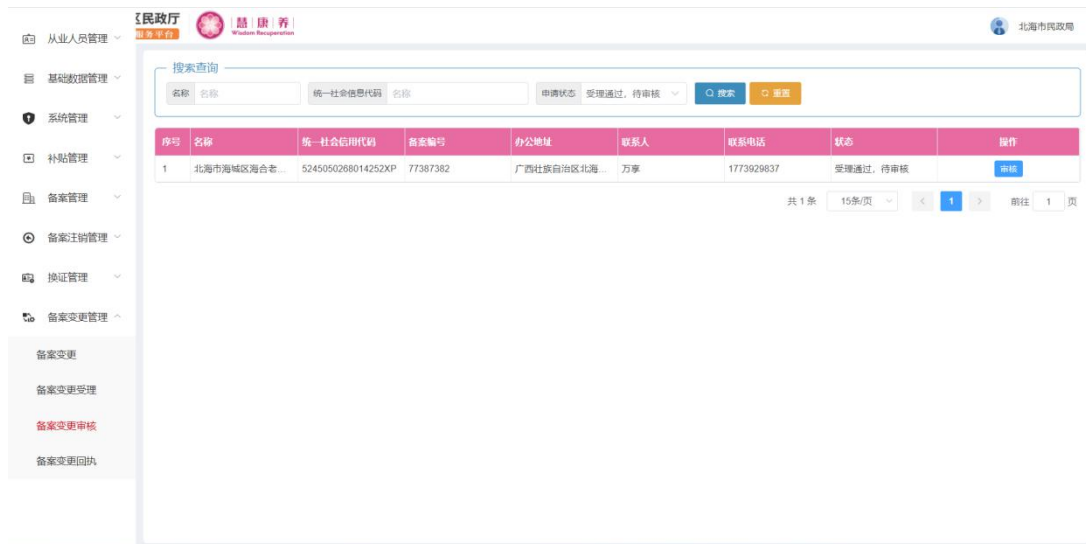 区民政厅
服务平台
慧 康 养
Wisdom Recuperation
北海市民政局
从业人员管理
基础数据管理
系统管理
补贴管理
备案管理
备案注销管理
换证管理
备案变更管理
备案变更
备案变更受理
备案变更审核
备案变更回执
搜索查询
名称 名称 统一社会信息代码 名称 申请状态 受理通过，待审核 搜索 重置
序号 名称 统一社会信用代码 备案编号 办公地址 联系人 联系电话 状态 操作
1 北海市海城区海合老... 5245050268014252XP 77387382 广西壮族自治区北海... 万享 1773929837 受理通过，待审核 审核
共 1 条 15条/页 < 1 > 前往 1 页